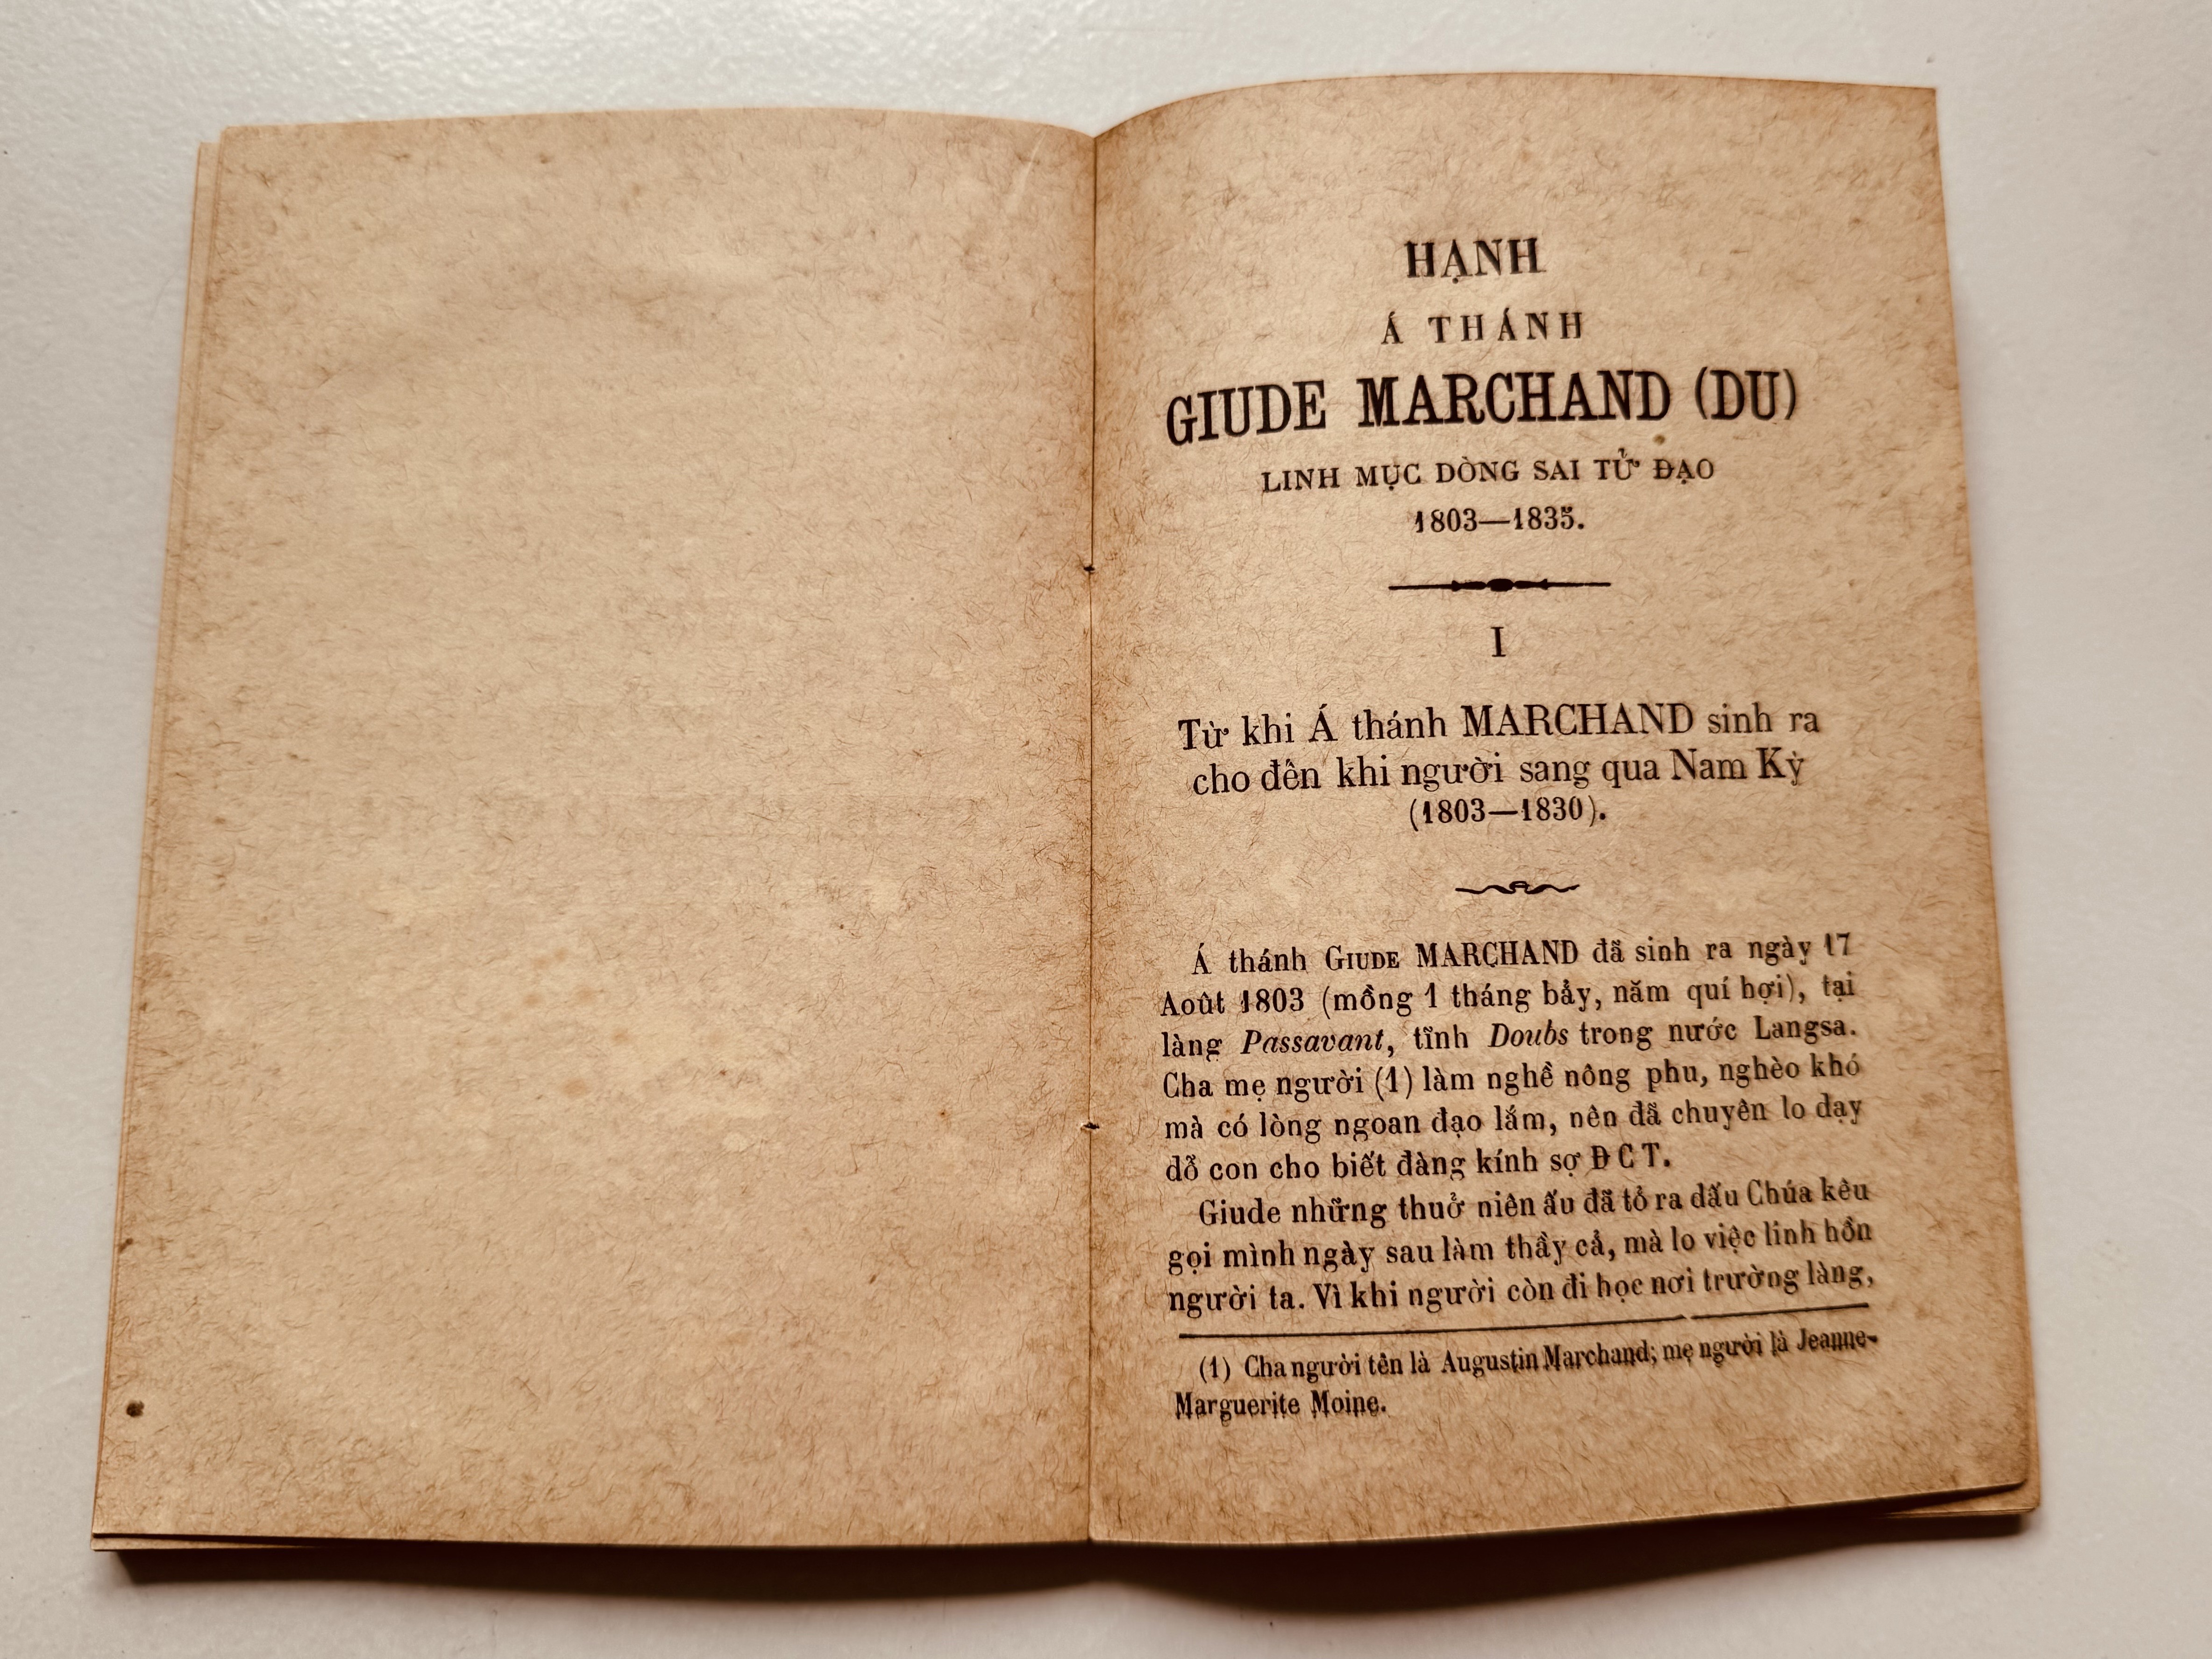 HẠNH
Á THÁNH
GIUDE MARCHAND (DU)
LINH MỤC DÒNG SAI TỬ ĐẠO
1803—1835.
I
Từ khi Á thánh MARCHAND sinh ra
cho đến khi người sang qua Nam Kỳ
(1803—1830).
Á thánh GIUDE MARCHAND đã sinh ra ngày 17
Août 1803 (mồng 1 tháng bảy, năm quí hợi), tại
làng Passavant, tĩnh Doubs trong nước Langsa.
Cha mẹ người (1) làm nghề nông phu, nghèo khó
mà có lòng ngoan đạo lắm, nên đã chuyên lo dạy
dỗ con cho biết đàng kính sợ Đ C T.
Giude những thuở niên ấu đã tỏ ra dấu Chúa kêu
gọi mình ngày sau làm thầy cả, mà lo việc linh hồn
người ta. Vì khi người còn đi học nơi trường làng,
(1) Cha người tên là Augustin Marchand; mẹ người là Jeanne-
Marguerite Moine.